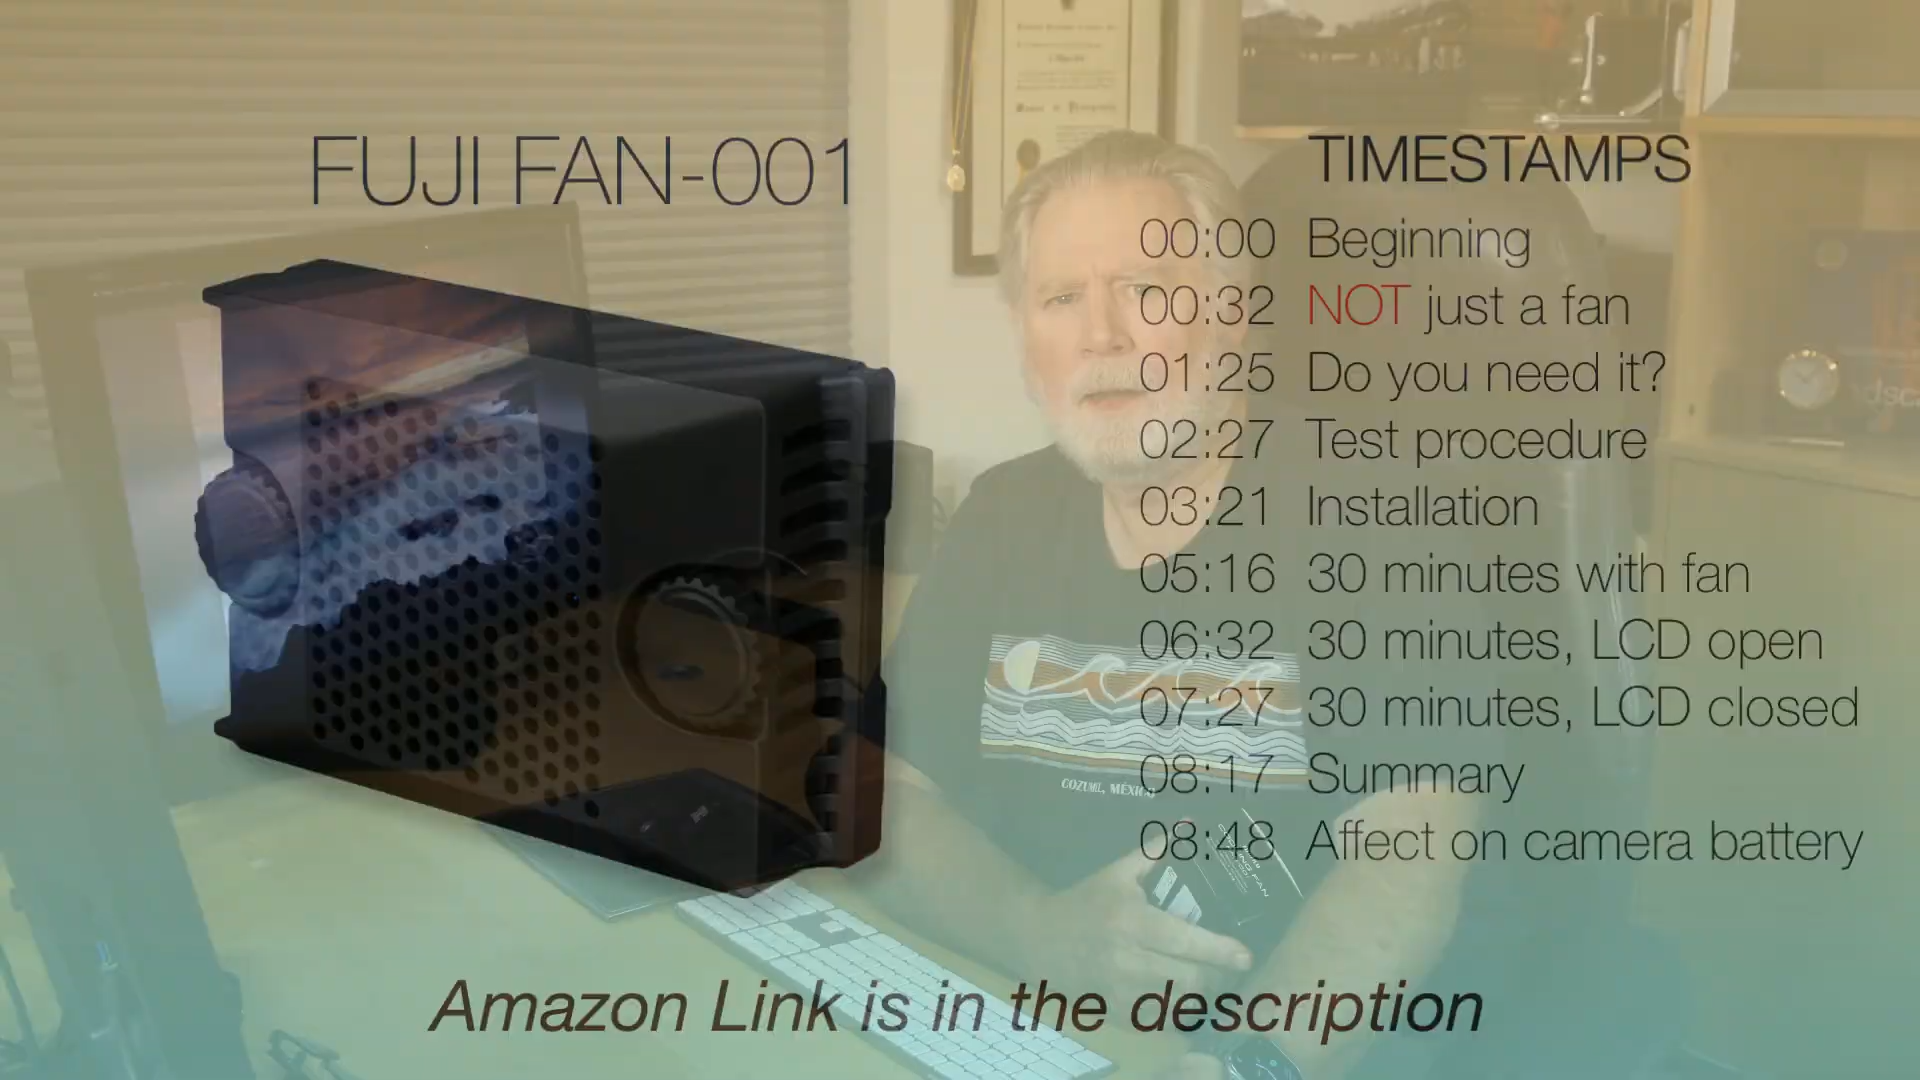 FUJI FAN-001
TIMESTAMPS
00:00 Beginning
00:32 NOT just a fan
01:25 Do you need it?
02:27 Test procedure
03:21 Installation
05:16 30 minutes with fan
06:32 30 minutes, LCD open
07:27 30 minutes, LCD closed
08:17 Summary
08:48 Affect on camera battery
COZUMEL, MÉXICO
Amazon Link is in the description